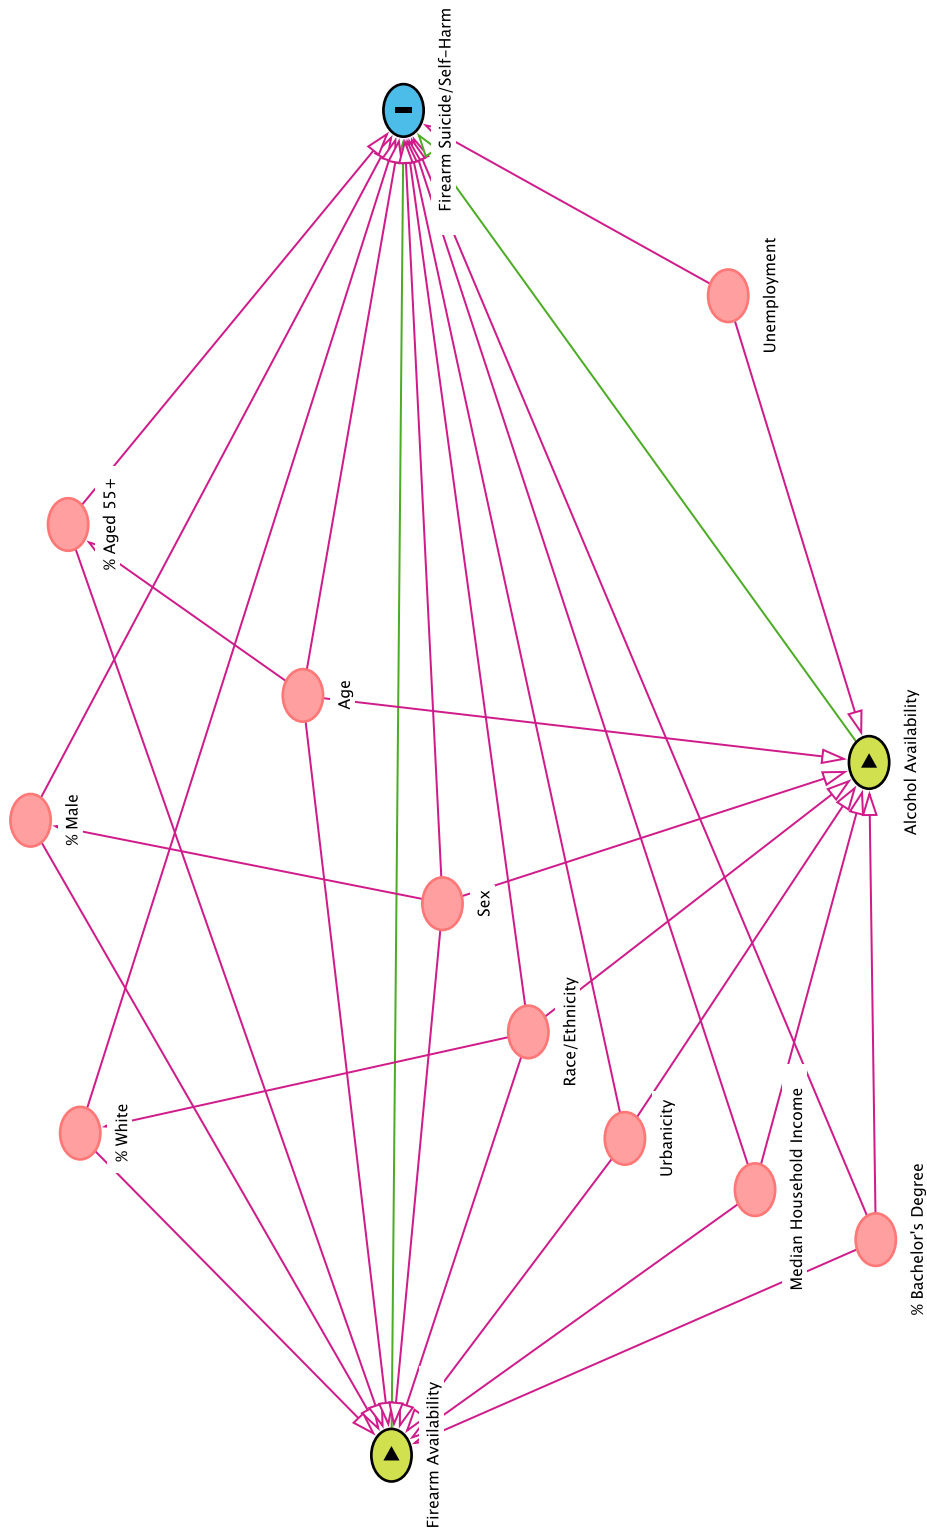 Firearm Suicide/Self-Harm
Unemployment
% Aged 55+
Age
Alcohol Availability
% Male
Sex
Race/Ethnicity
% White
Urbanicity
Median Household Income
% Bachelor's Degree
Firearm Availability